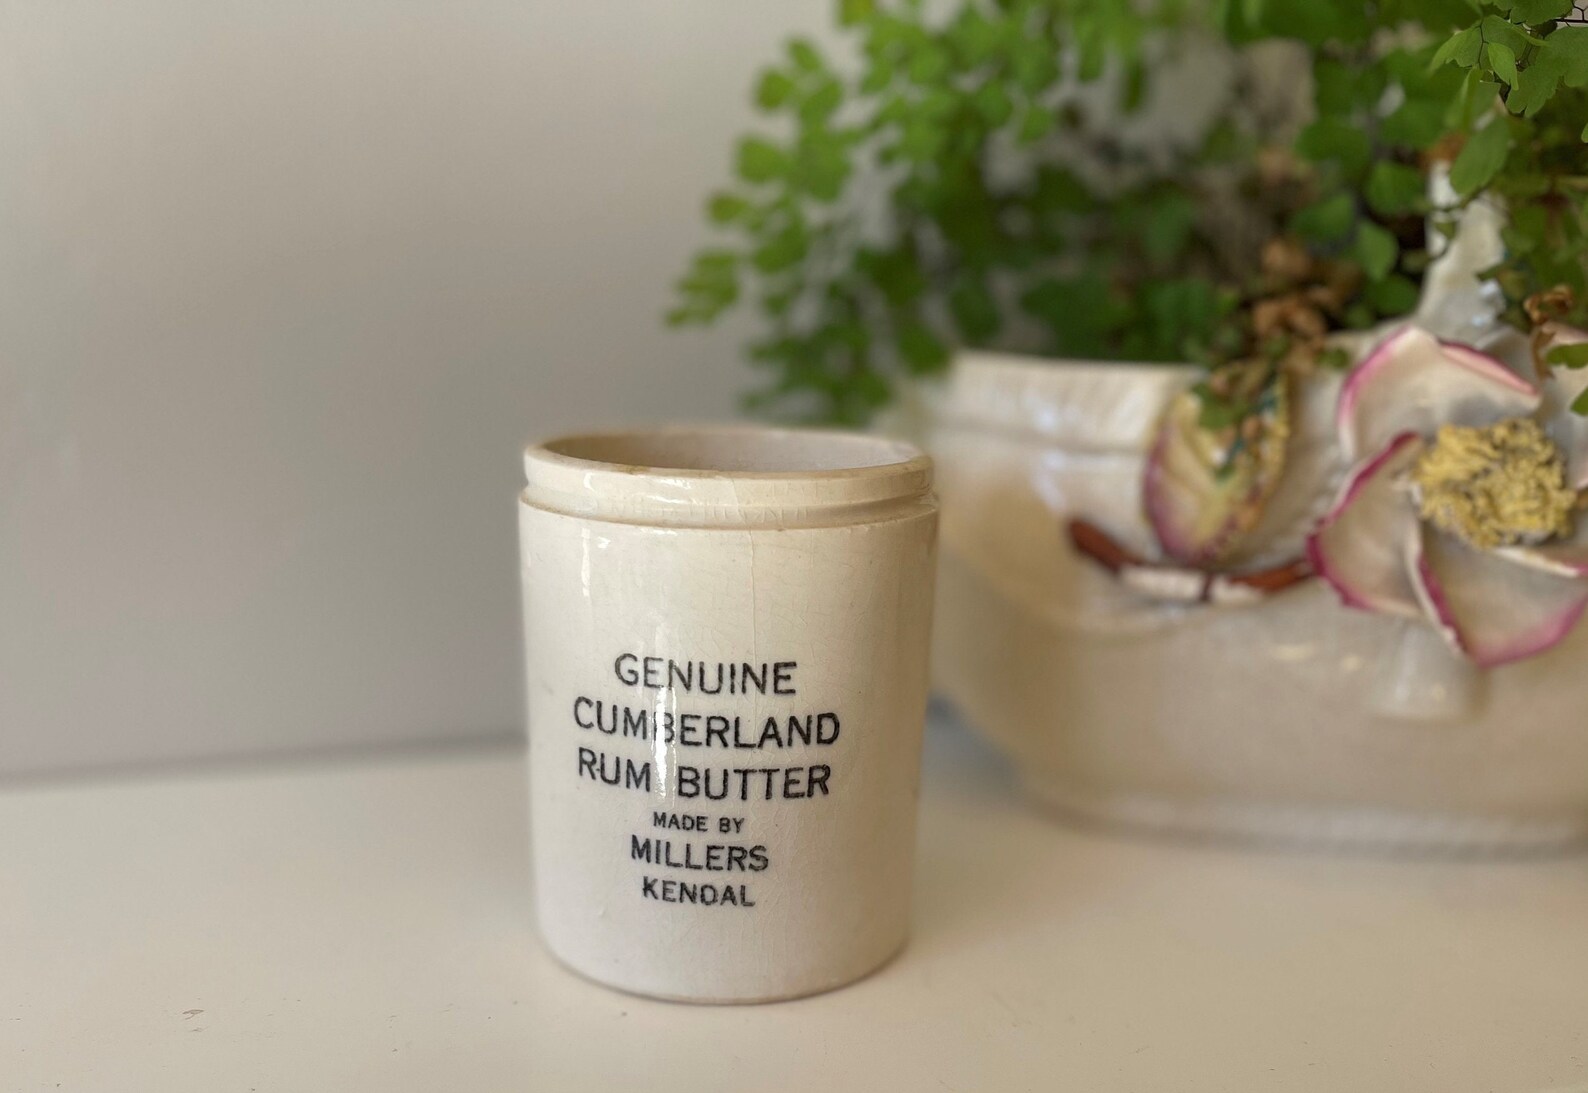 GENUINE
CUMBERLAND
RUM BUTTER
MADE BY
MILLERS
KENDAL